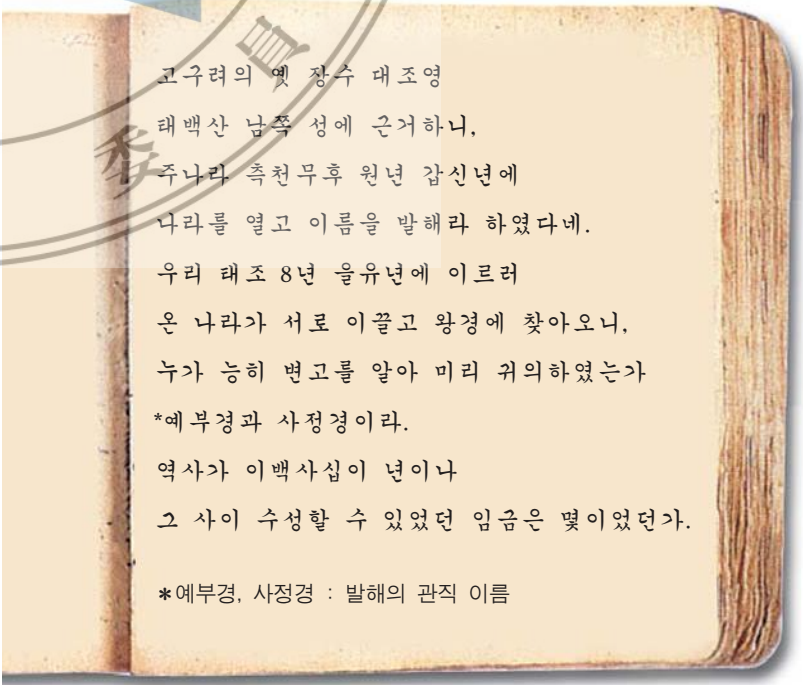 고구려의 옛 장수 대조영
태백산 남쪽 성에 근거하니,
주나라 측천무후 원년 갑신년에
나라를 열고 이름을 발해라 하였다네.
우리 태조 8년 을유년에 이르러
온 나라가 서로 이끌고 왕경에 찾아오니,
누가 능히 변고를 알아 미리 귀의하였는가
*예부경과 사정경이라.
역사가 이백사십이 년이나
그 사이 수성할 수 있었던 임금은 몇이었던가.
*예부경, 사정경 : 발해의 관직 이름
委
員